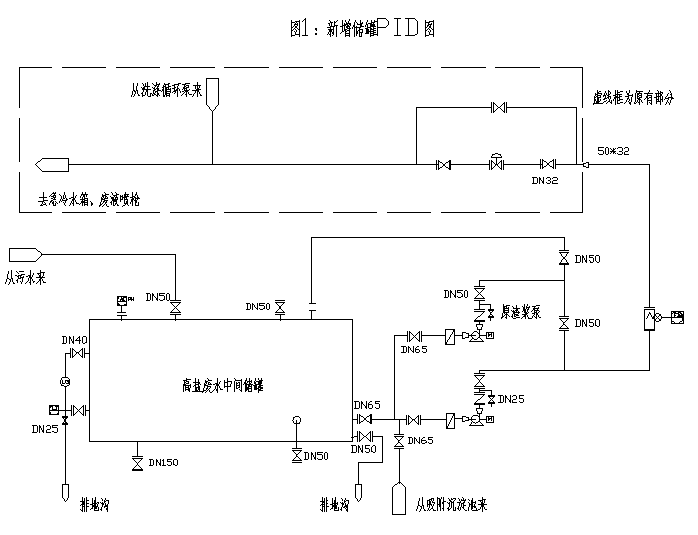 图1：新增储罐PID图
从洗涤循环泵来
虚线框为原有部分
50*32
DN32
去急冷水箱、废液喷枪
从污水来
DN50
DN50
DN50
DN50
原渣浆泵
DN50
DN40
DN65
高盐废水中间储罐
DN65
DN25
DN25
DN50
DN65
DN150
DN50
排地沟
排地沟
从吸附沉淀池来